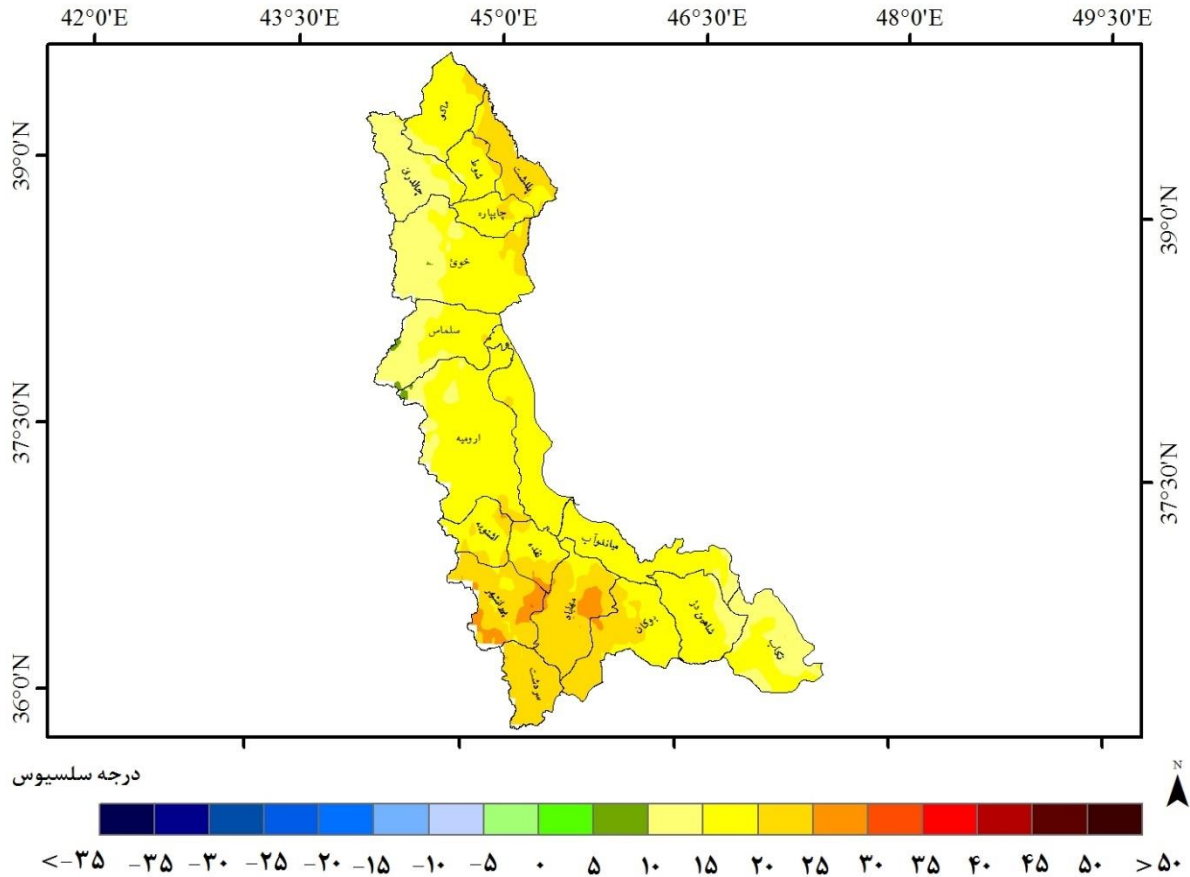 42°0'E 43°30'E 45°0'E 46°30'E 48°0'E 49°30'E
39°0'N
39°0'N
37°30'N
37°30'N
36°0'N
ماکو
شوط
پلدشت
چالدران
چایپاره
خوی
سلماس
ارومیه
اشنویه
نقده
میاندوآب
پیرانشهر
مهاباد
بوکان
شاهین دژ
تکاب
سردشت
درجه سلسیوس
N
<-۳۵ -۳۵ -۳۰ -۲۵ -۲۰ -۱۵ -۱۰ -۵ ۰ ۵ ۱۰ ۱۵ ۲۰ ۲۵ ۳۰ ۳۵ ۴۰ ۴۵ ۵۰ >۵۰